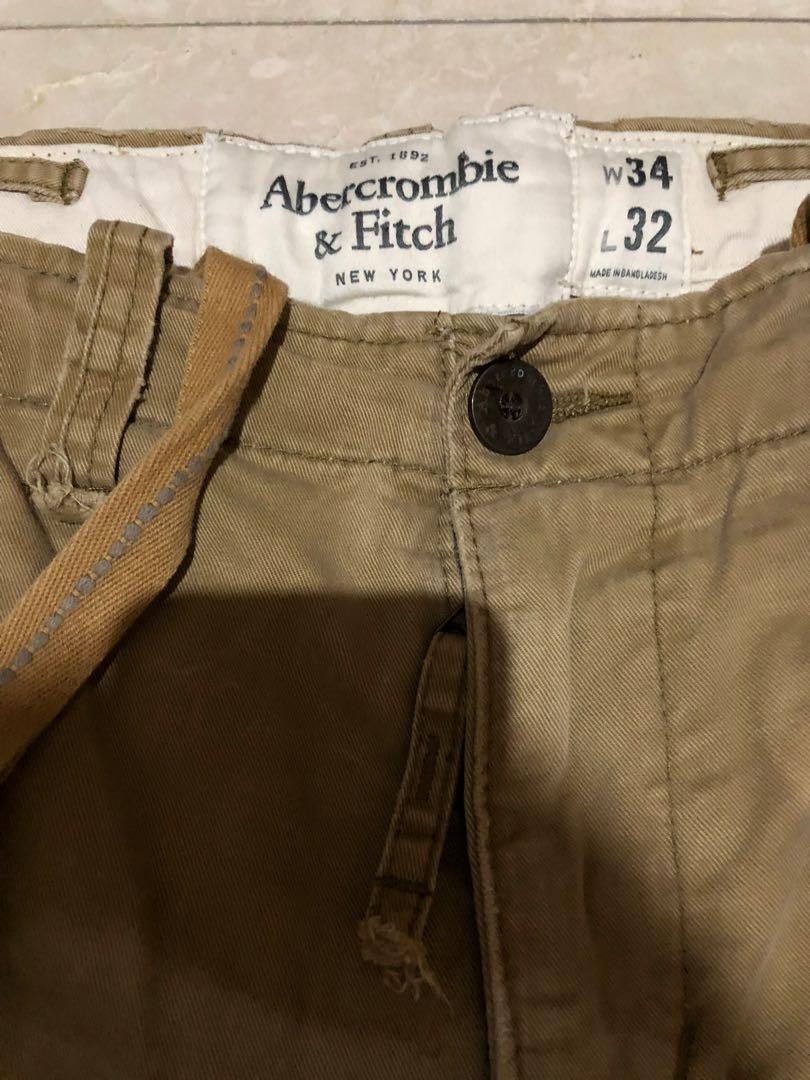 EST. 1892
Abercrombie
& Fitch
NEW YORK
W34
L32
MADE IN BANGLADESH